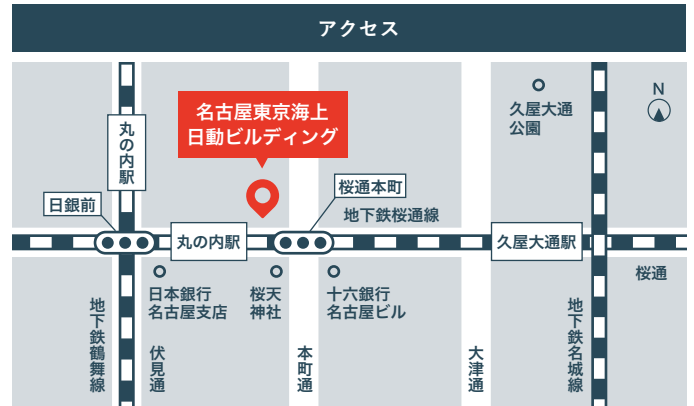 アクセス
N
久屋大通
公園
名古屋東京海上
日動ビルディング
丸の内駅
桜通本町
日銀前
地下鉄桜通線
丸の内駅
久屋大通駅
桜通
日本銀行
名古屋支店
桜天
神社
十六銀行
名古屋ビル
地下鉄鶴舞線
伏見通
本町通
大津通
地下鉄名城線